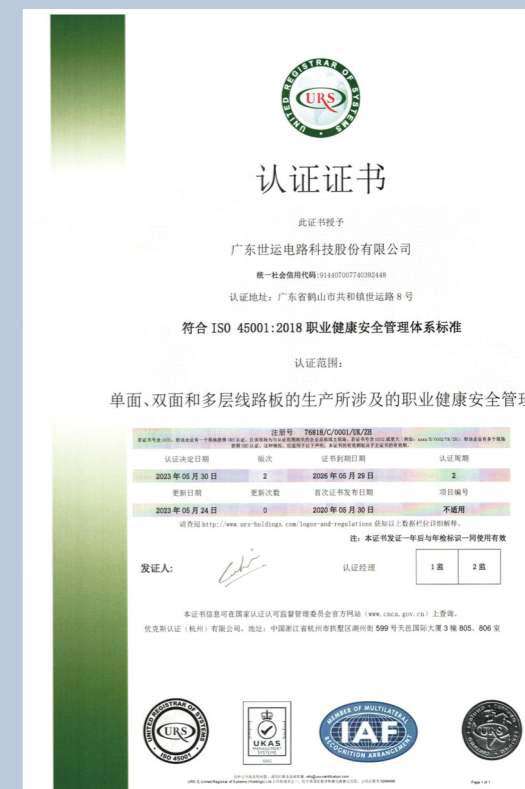 UNITED REGISTRAR OF SYSTEMS
URS
认证证书
此证书授予
广东世运电路科技股份有限公司
统一社会信用代码:914407007740392448
认证地址：广东省鹤山市共和镇世运路 8 号
符合 ISO 45001:2018 职业健康安全管理体系标准
认证范围:
单面、双面和多层线路板的生产所涉及的职业健康安全管理
注册号 76818/C/0001/UK/ZH
认证决定日期 版次 证书到期日期 认证周期
2023 年 05 月 30 日 2 2026 年 05 月 29 日 2
更新日期 更新次数 首次证书发布日期 项目编号
2023 年 05 月 24 日 0 2020 年 05 月 30 日 不适用
请查阅 http://www.urs-holdings.com/logos-and-regulations 获知以上数据栏位详细解释。
注：本证书发证一年后与年检标识一同使用有效
发证人: 认证经理 1 监 2 监
本证书信息可在国家认证认可监督管理委员会官方网站（www.cnca.gov.cn）上查询。
优克斯认证（杭州）有限公司。地址：中国浙江省杭州市拱墅区湖州街 599 号天邑国际大厦 3 幢 805、806 室
UNITED REGISTRAR OF SYSTEMS
URS
ISO 45001
UKAS
MANAGEMENT SYSTEMS
MEMBER OF MULTILATERAL
IAF
RECOGNITION ARRANGEMENT
URS
Page 1 of 1